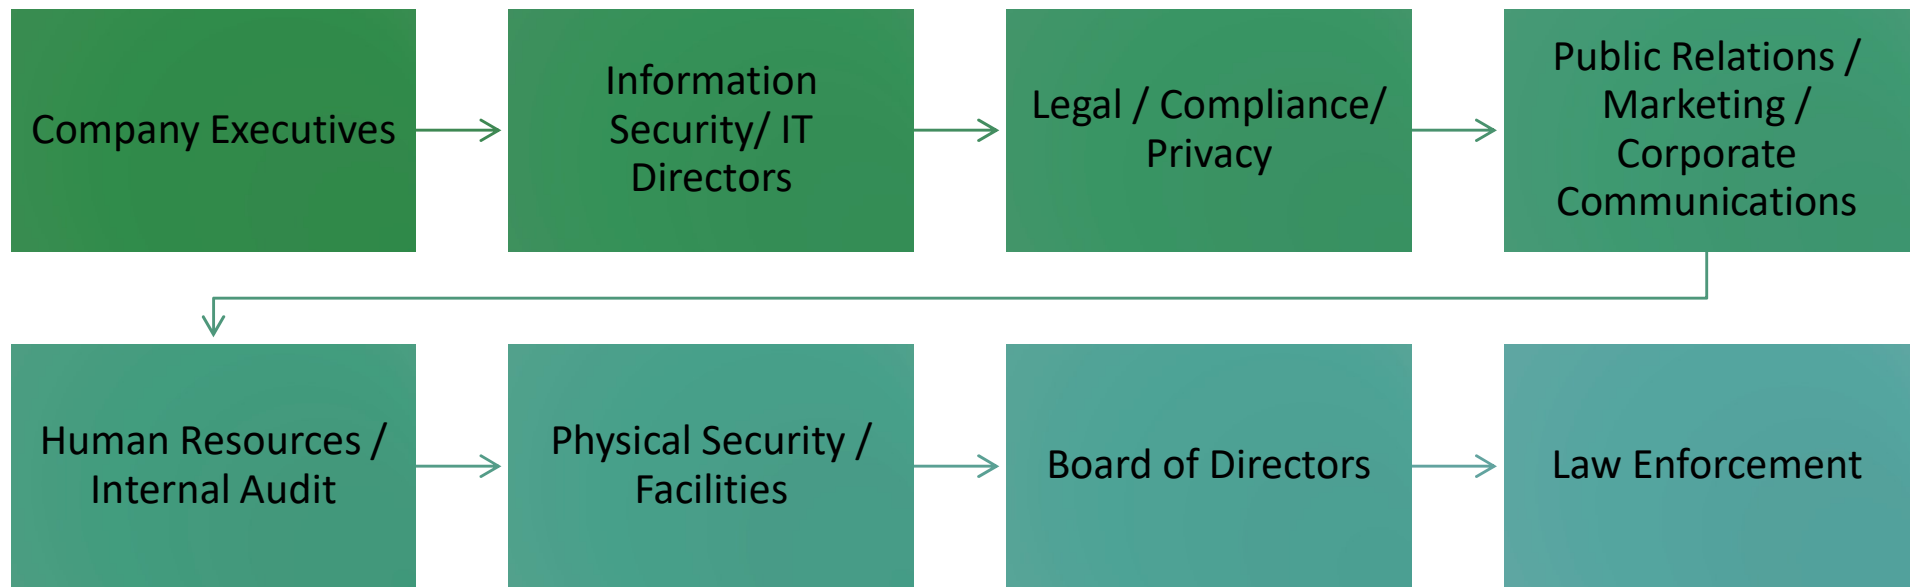 Company Executives
Information
Security/ IT
Directors
Legal / Compliance/
Privacy
Public Relations /
Marketing /
Corporate
Communications
Human Resources /
Internal Audit
Physical Security /
Facilities
Board of Directors
Law Enforcement